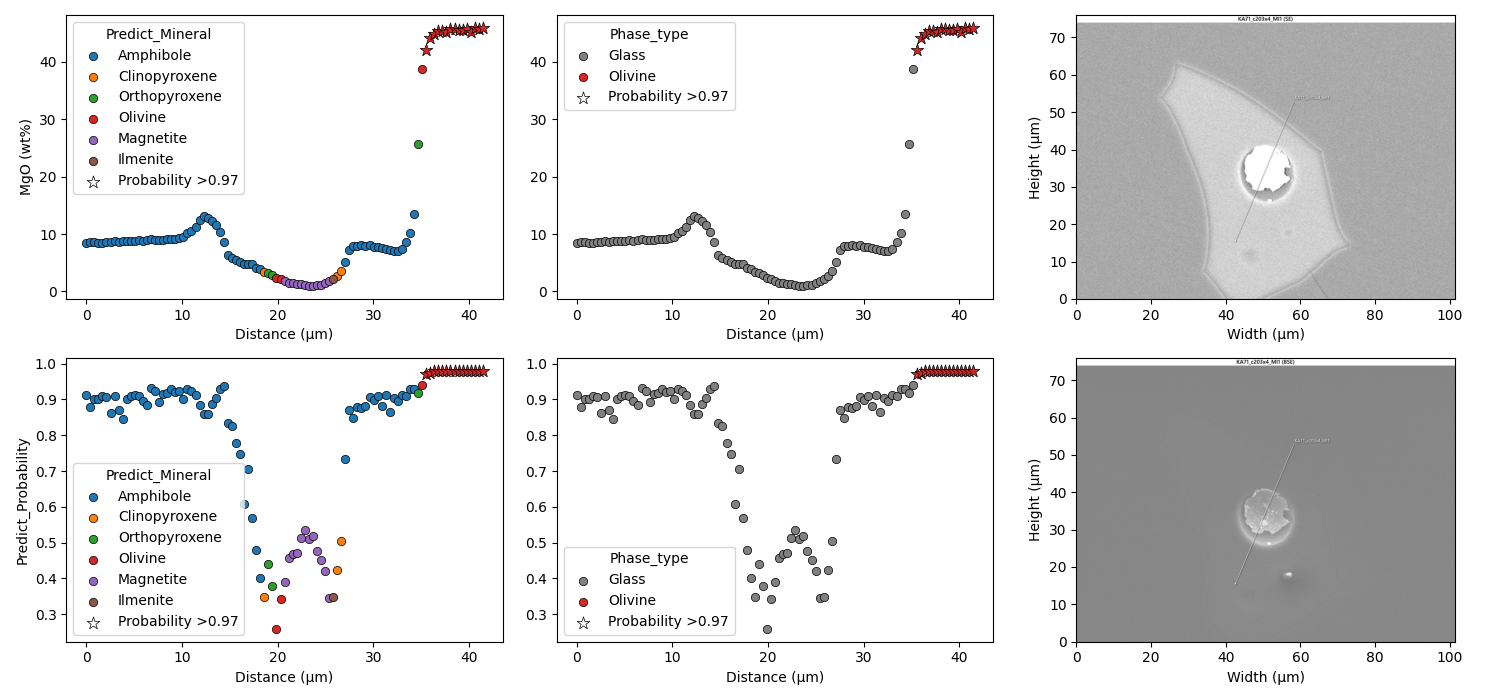 Predict_Mineral
Amphibole
Clinopyroxene
Orthopyroxene
Olivine
Magnetite
Ilmenite
Probability >0.97
MgO (wt%)
40
30
20
10
0
0 10 20 30 40
Distance (μm)
Phase_type
Glass
Olivine
Probability >0.97
40
30
20
10
0
0 10 20 30 40
Distance (μm)
KA71_c203x4_MI1 (SE)
Height (μm)
70
60
50
40
30
20
10
0
0 20 40 60 80 100
Width (μm)
Predict_Probability
1.0
0.9
0.8
0.7
0.6
0.5
0.4
0.3
Predict_Mineral
Amphibole
Clinopyroxene
Orthopyroxene
Olivine
Magnetite
Ilmenite
Probability >0.97
0 10 20 30 40
Distance (μm)
1.0
0.9
0.8
0.7
0.6
0.5
0.4
0.3
Phase_type
Glass
Olivine
Probability >0.97
0 10 20 30 40
Distance (μm)
KA71_c203x4_MI1 (BSE)
Height (μm)
70
60
50
40
30
20
10
0
0 20 40 60 80 100
Width (μm)